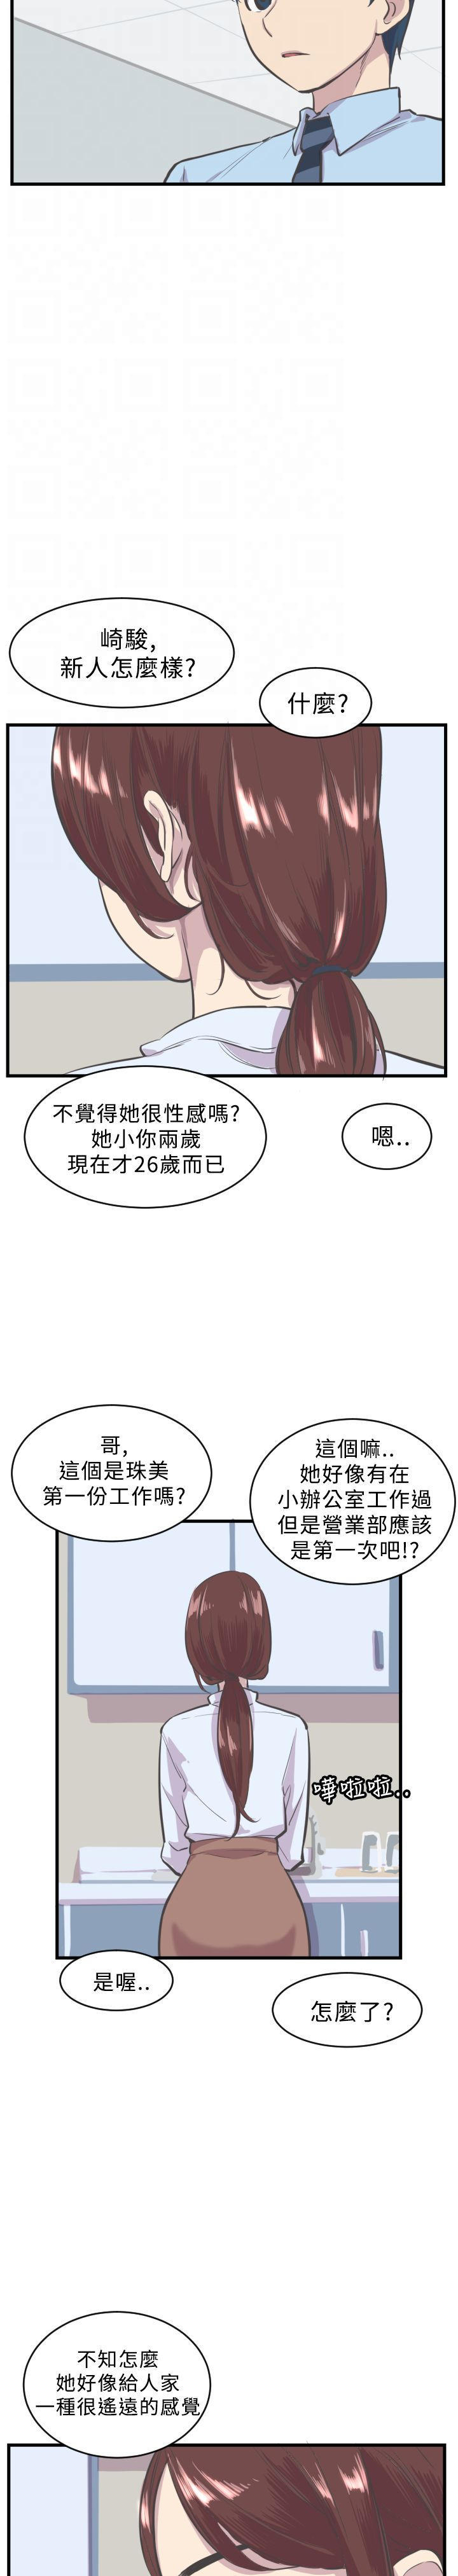 崎駿,
新人怎麼樣?
什麼?
不覺得她很性感嗎?
她小你兩歲
現在才26歲而已
嗯..
哥,
這個是珠美
第一份工作嗎?
這個嘛..
她好像有在
小辦公室工作過
但是營業部應該
是第一次吧!?
嘩啦啦..
是喔..
怎麼了?
不知怎麼
她好像給人家
一種很遙遠的感覺